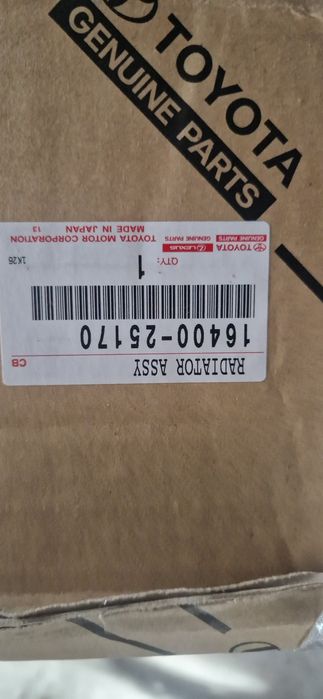 TOYOTA
GENUINE PARTS
RADIATOR ASSY
CB
16400-25170
QTY: 1
1K26
TOYOTA
GENUINE PARTS
LEXUS
GENUINE PARTS
TOYOTA MOTOR CORPORATION
MADE IN JAPAN 13